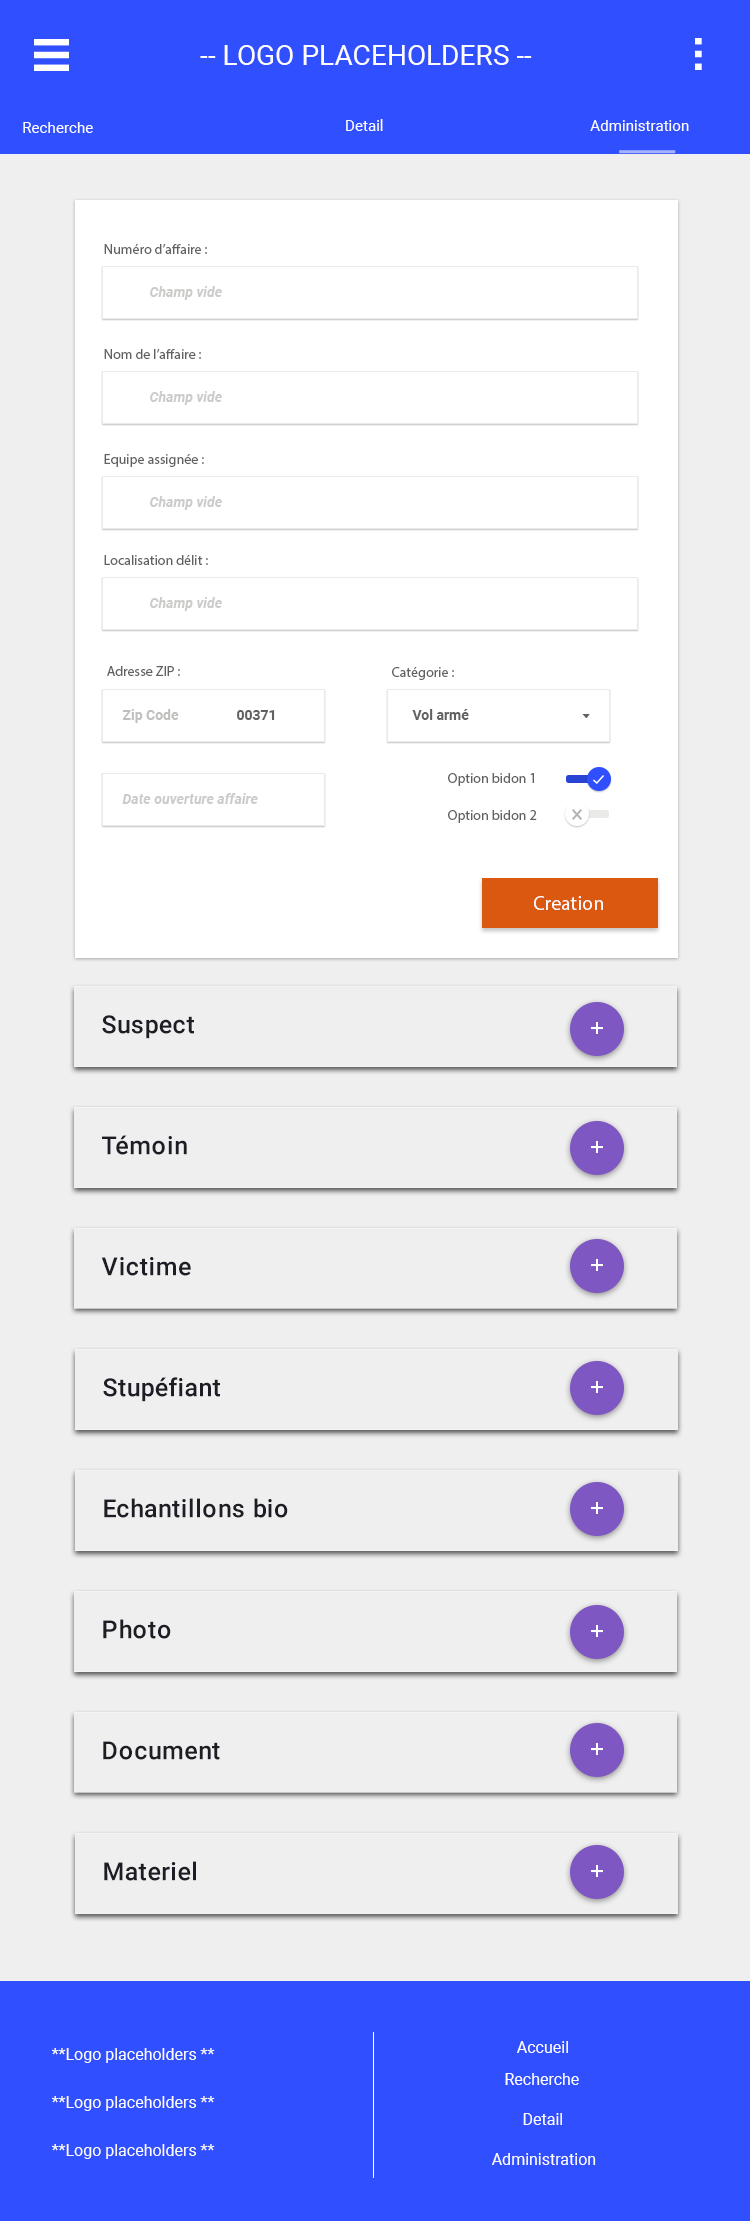 -- LOGO PLACEHOLDERS --
Recherche
Detail
Administration
Numéro d'affaire :
Champ vide
Nom de l'affaire :
Champ vide
Equipe assignée :
Champ vide
Localisation délit :
Champ vide
Adresse ZIP :
Catégorie :
Zip Code 00371
Vol armé
Option bidon 1
Date ouverture affaire
Option bidon 2
Creation
Suspect
Témoin
Victime
Stupéfiant
Echantillons bio
Photo
Document
Materiel
**Logo placeholders **
**Logo placeholders **
**Logo placeholders **
Accueil
Recherche
Detail
Administration